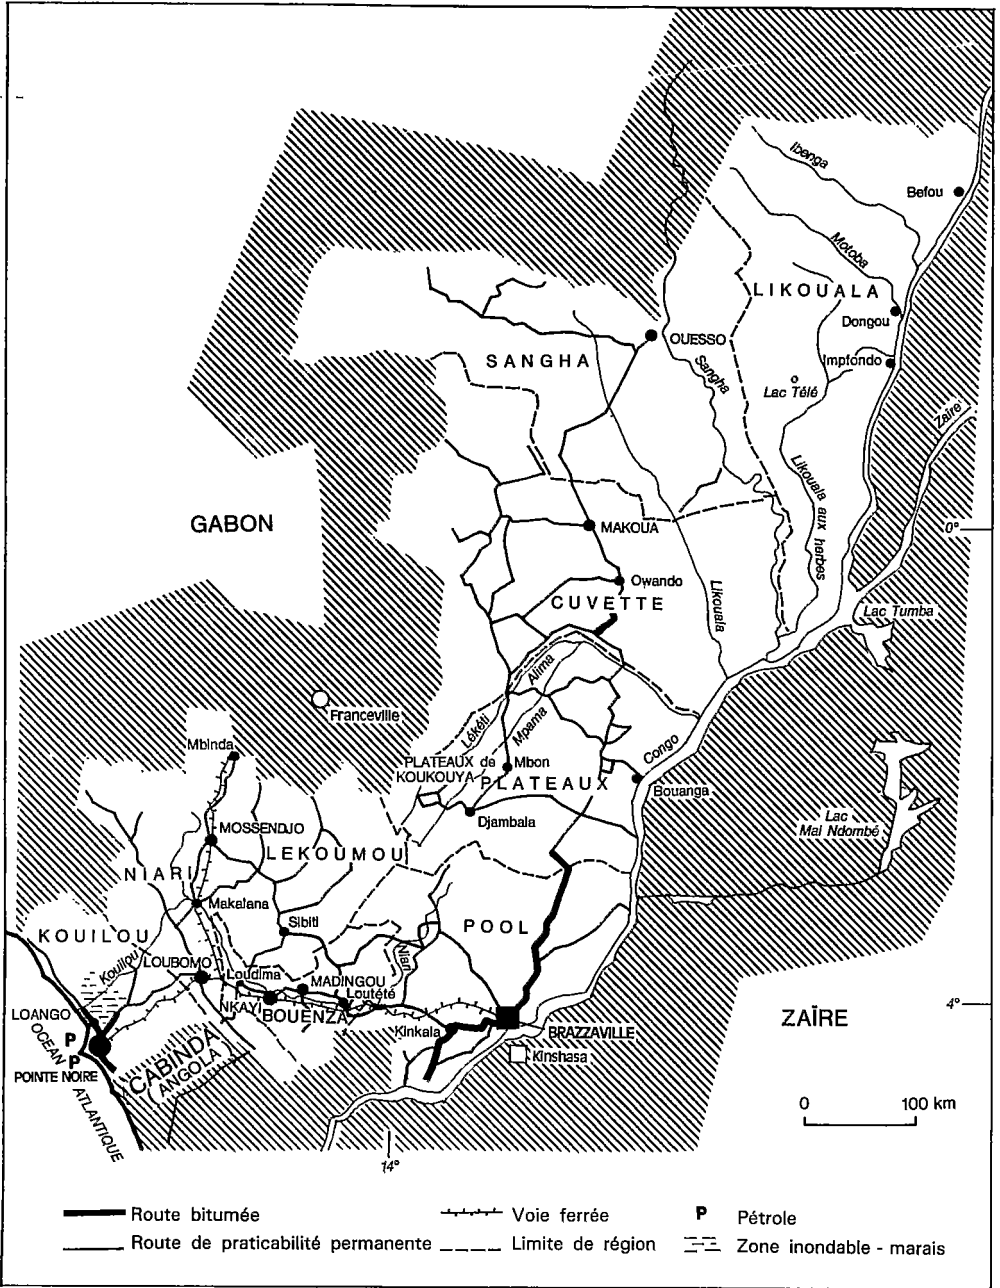 Ibenga
Befou
Motoba
LIKOUALA
Dongou
OUESSO
Impfondo
SANGHA
Sangha
Lac Télé
Zaïre
Likouala aux herbes
GABON
MAKOUA
0°
Owando
CUVETTE
Likouala
Lac Tumba
Alima
Franceville
Lékéti
Mpama
Mbinda
Congo
PLATEAUX de
KOUKOUYA
Mbon
PLATEAUX
Bouanga
Djambala
Lac
Mai Ndombé
MOSSENDJO
LEKOUMOU
NIARI
Makabana
Sibiti
POOL
KOUILOU
Kouilou
LOUBOMO
Niari
Loudima
MADINGOU
NKAYI
BOUENZA
Loutété
4°
LOANGO
Kinkala
BRAZZAVILLE
ZAÏRE
P
P
Kinshasa
POINTE NOIRE
CABINDA
(ANGOLA)
OCEAN ATLANTIQUE
0 100 km
14°
Route bitumée
Voie ferrée
P Pétrole
Route de praticabilité permanente
Limite de région
Zone inondable - marais